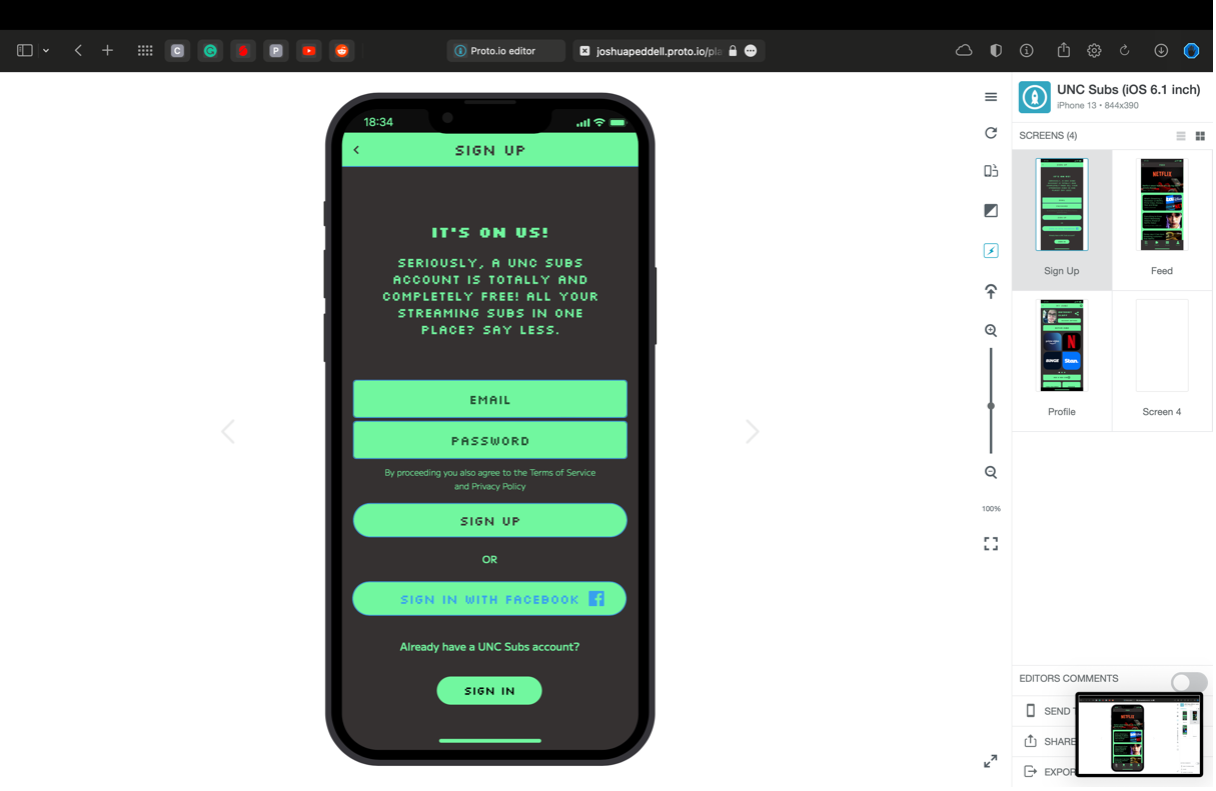 C
P
Proto.io editor
joshuapeddell.proto.io/pla
UNC Subs (iOS 6.1 inch)
iPhone 13 • 844x390
SCREENS (4)
18:34
SIGN UP
IT'S ON US!
SERIOUSLY, A UNC SUBS
ACCOUNT IS TOTALLY AND
COMPLETELY FREE! ALL YOUR
STREAMING SUBS IN ONE
PLACE? SAY LESS.
EMAIL
PASSWORD
By proceeding you also agree to the Terms of Service
and Privacy Policy
SIGN UP
OR
SIGN IN WITH FACEBOOK
Already have a UNC Subs account?
SIGN IN
100%
NETFLIX
Sign Up
Feed
BINGE
Stan.
Profile
Screen 4
EDITORS COMMENTS
SEND
SHARE
EXPOR
NETFLIX